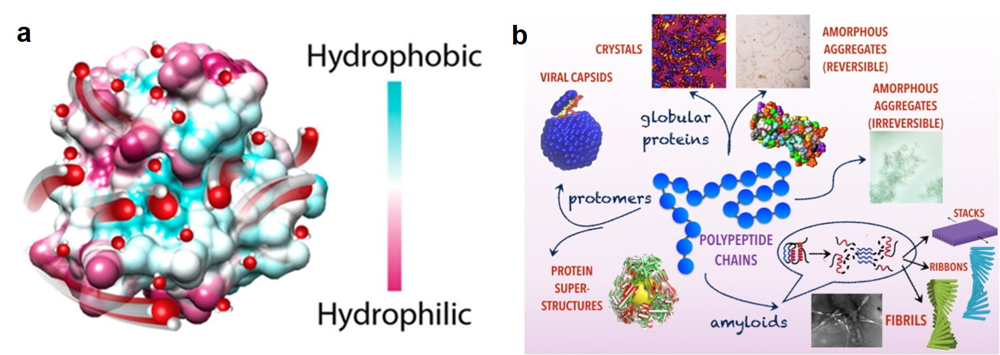 a
Hydrophobic
Hydrophilic
b
CRYSTALS
AMORPHOUS
AGGREGATES
(REVERSIBLE)
VIRAL CAPSIDS
AMORPHOUS
AGGREGATES
(IRREVERSIBLE)
globular
proteins
protomers
POLYPEPTIDE
CHAINS
STACKS
RIBBONS
PROTEIN
SUPER-
STRUCTURES
amyloids
FIBRILS